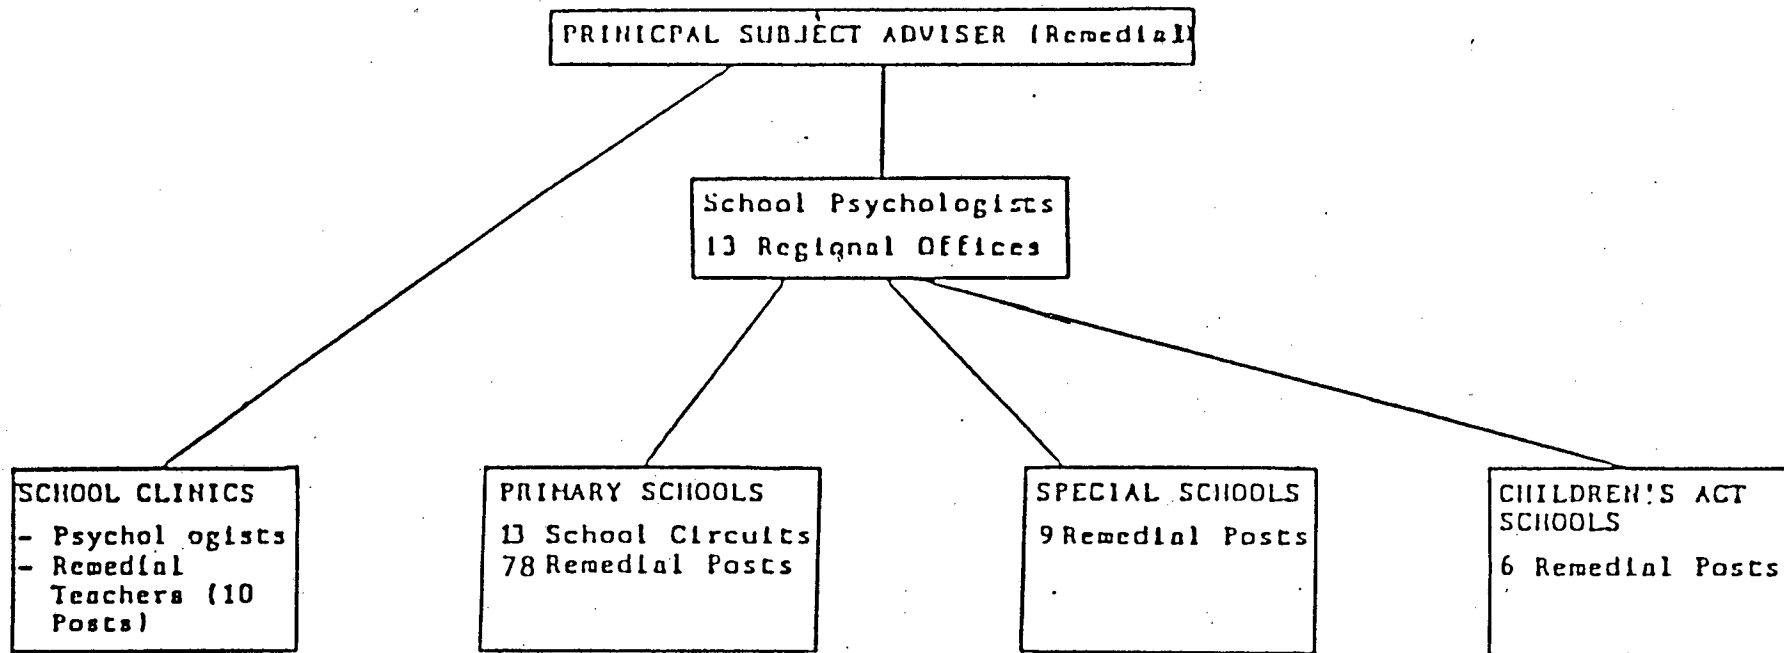 PRINICPAL SUBJECT ADVISER (Remedial)
School Psychologists
13 Regional Offices
SCHOOL CLINICS
- Psychol ogists
- Remedial
Teachers (10
Posts)
PRIMARY SCHOOLS
13 School Circuits
78 Remedial Posts
SPECIAL SCHOOLS
9 Remedial Posts
CHILDREN'S ACT
SCHOOLS
6 Remedial Posts